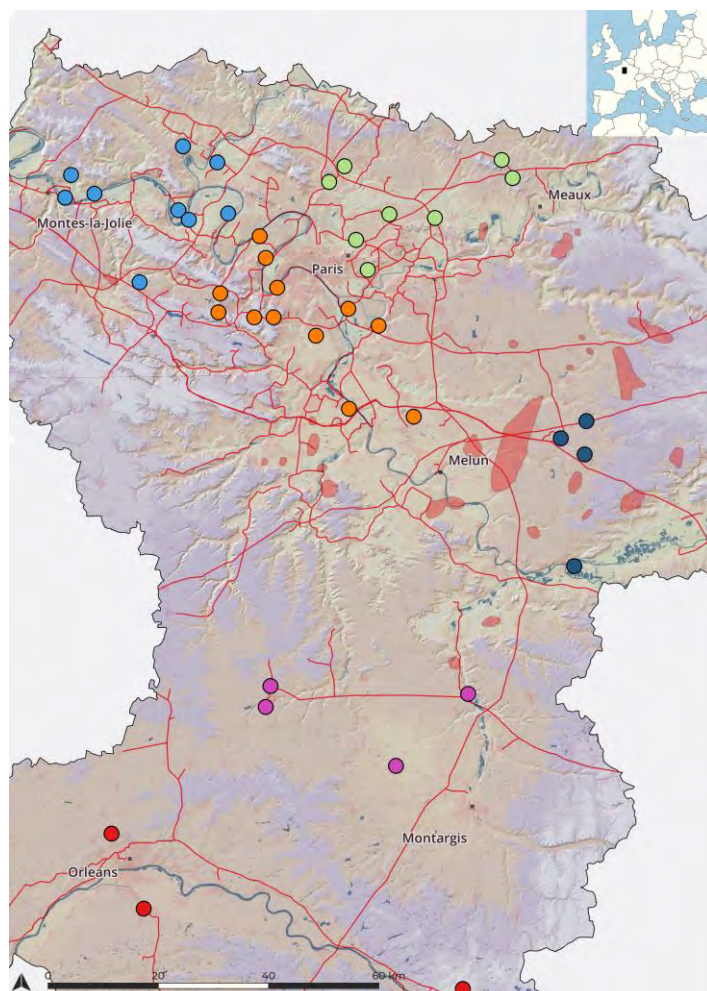 Meaux
Montes-la-Jolie
Paris
Melun
Montargis
Orleans
0 20 40 60 km